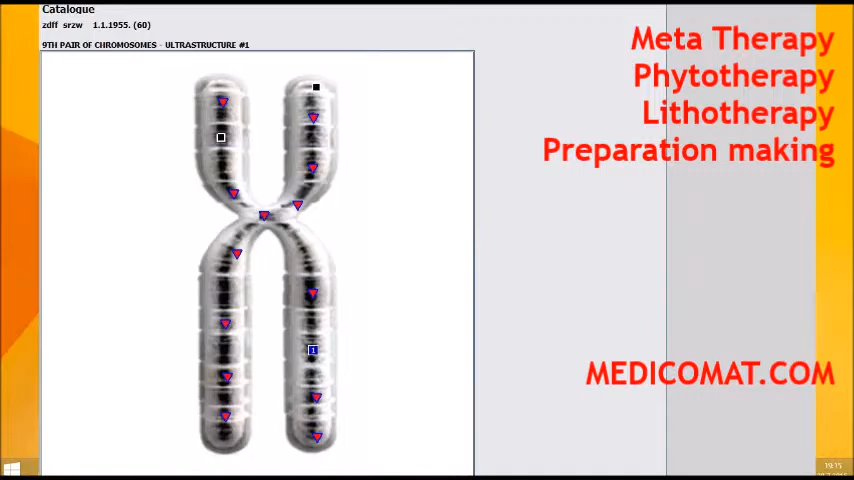 Catalogue
zdff srzw 1.1.1955. (60)
9TH PAIR OF CHROMOSOMES - ULTRASTRUCTURE #1
Meta Therapy
Phytotherapy
Lithotherapy
Preparation making
1
MEDICOMAT.COM
19:15